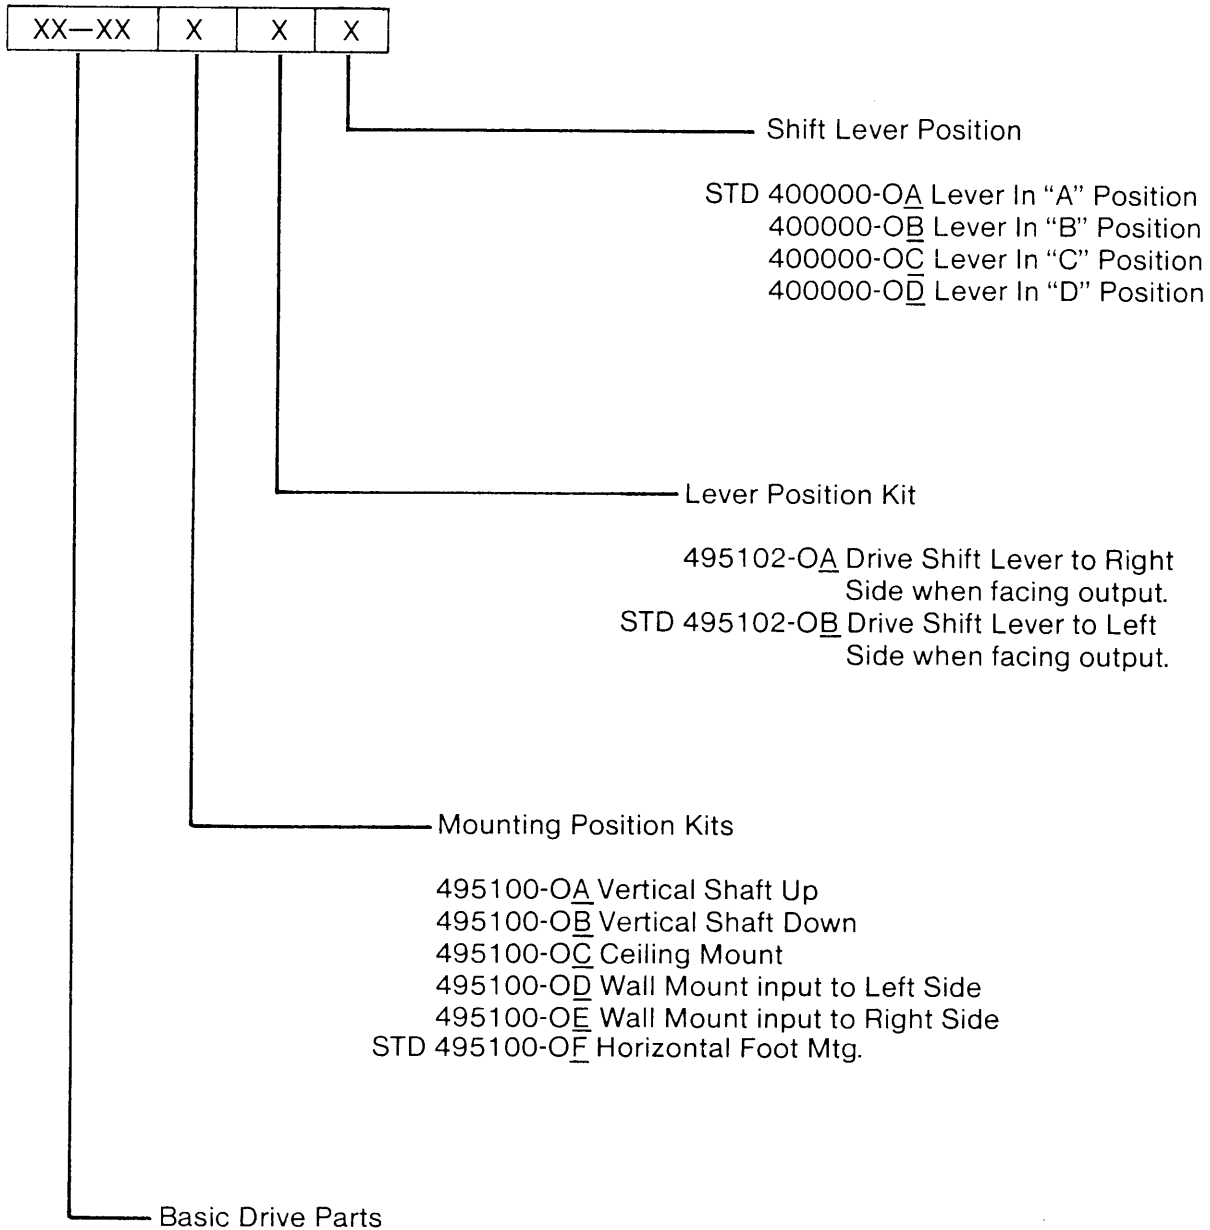 XX—XX X X X
Shift Lever Position
STD 400000-OA Lever In “A” Position
400000-OB Lever In “B” Position
400000-OC Lever In “C” Position
400000-OD Lever In “D” Position
Lever Position Kit
495102-OA Drive Shift Lever to Right
Side when facing output.
STD 495102-OB Drive Shift Lever to Left
Side when facing output.
Mounting Position Kits
495100-OA Vertical Shaft Up
495100-OB Vertical Shaft Down
495100-OC Ceiling Mount
495100-OD Wall Mount input to Left Side
495100-OE Wall Mount input to Right Side
STD 495100-OF Horizontal Foot Mtg.
Basic Drive Parts